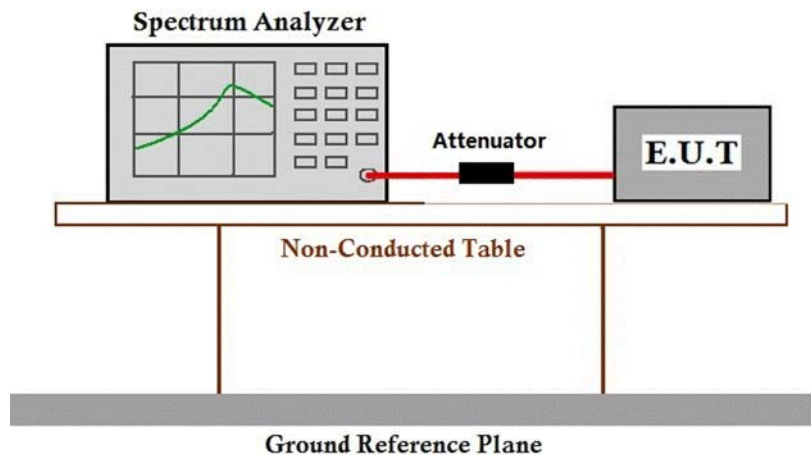 Spectrum Analyzer
Attenuator
E.U.T
Non-Conducted Table
Ground Reference Plane